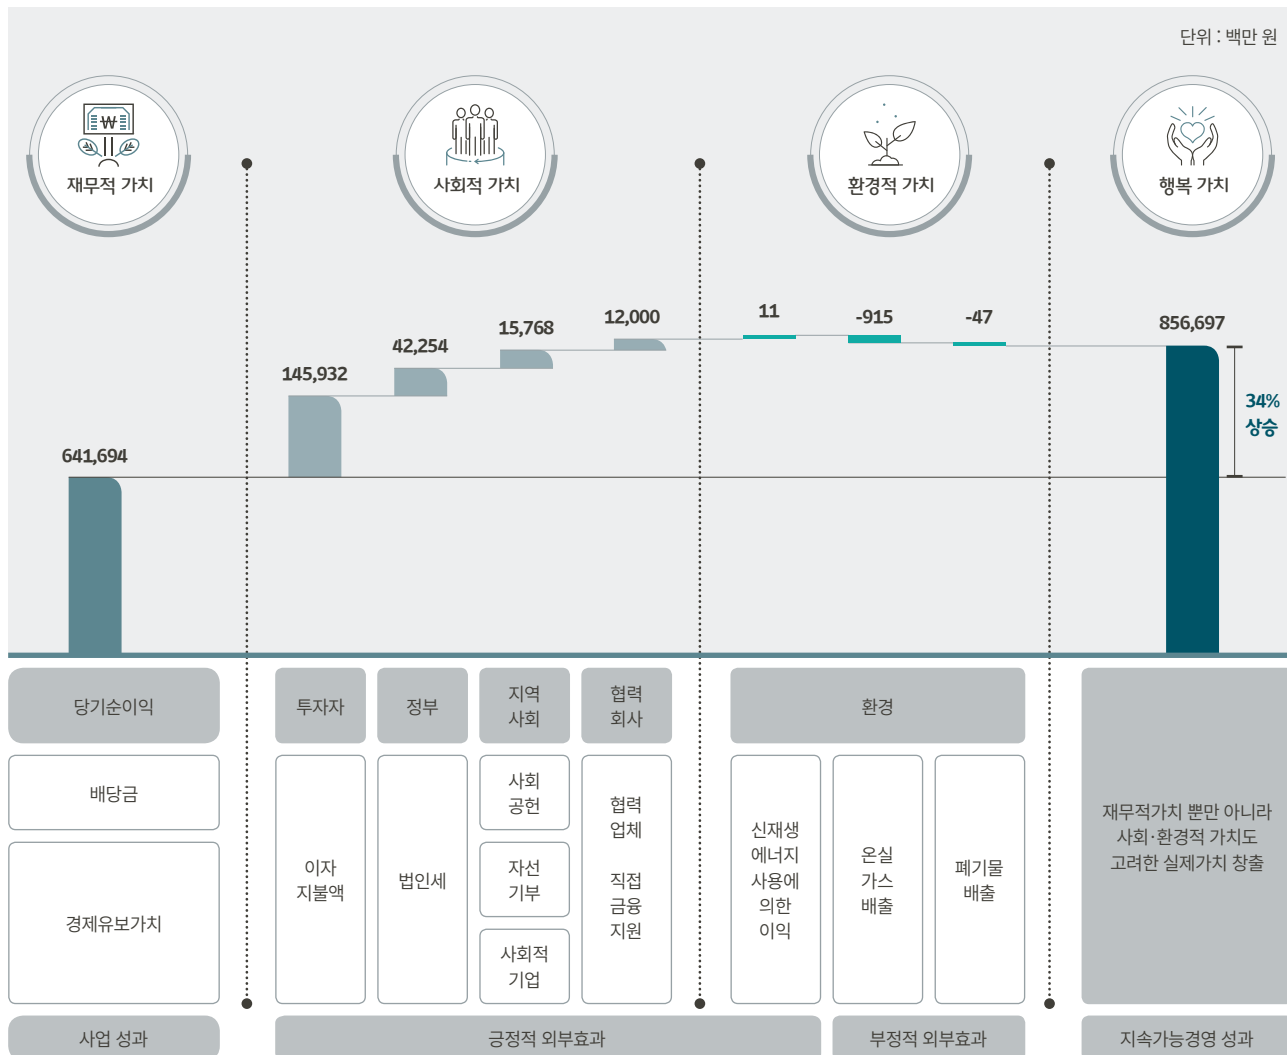 단위 : 백만 원
₩
재무적 가치
사회적 가치
환경적 가치
행복 가치
641,694
145,932
42,254
15,768
12,000
11
-915
-47
856,697
34%
상승
당기순이익
투자자
정부
지역
사회
협력
회사
환경
배당금
경제유보가치
이자
지불액
법인세
사회
공헌
자선
기부
사회적
기업
협력
업체
직접
금융
지원
신재생
에너지
사용에
의한
이익
온실
가스
배출
폐기물
배출
재무적가치 뿐만 아니라
사회·환경적 가치도
고려한 실제가치 창출
사업 성과
긍정적 외부효과
부정적 외부효과
지속가능경영 성과